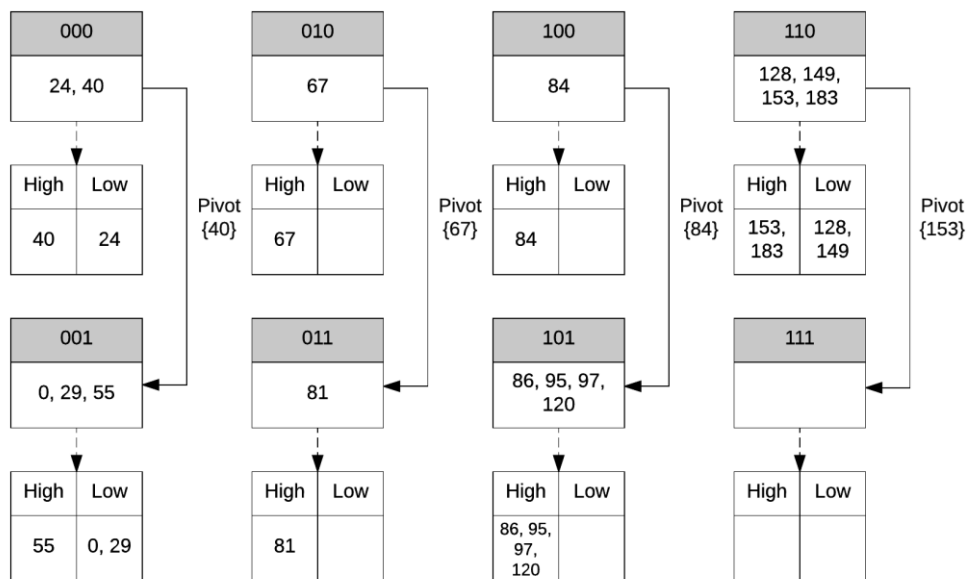 000
010
100
110
24, 40
67
84
128, 149,
153, 183
High Low
High Low
High Low
High Low
Pivot
{40}
Pivot
{67}
Pivot
{84}
Pivot
{153}
40 24
67
84
153,
183
128,
149
001
011
101
111
0, 29, 55
81
86, 95, 97,
120
High Low
High Low
High Low
High Low
55 0, 29
81
86, 95,
97,
120